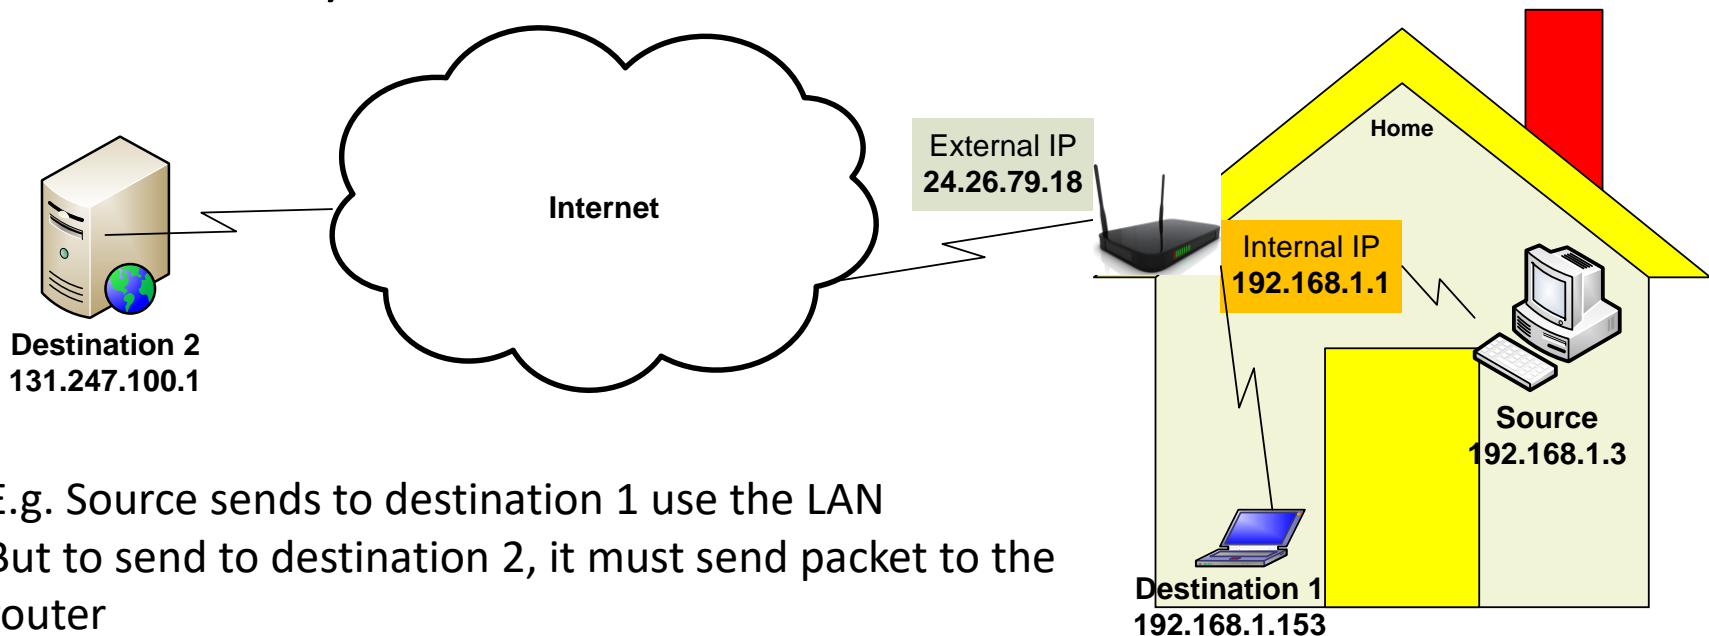 Internet
External IP
24.26.79.18
Home
Internal IP
192.168.1.1
Destination 2
131.247.100.1
Source
192.168.1.3
Destination 1
192.168.1.153
E.g. Source sends to destination 1 use the LAN
But to send to destination 2, it must send packet to the
router